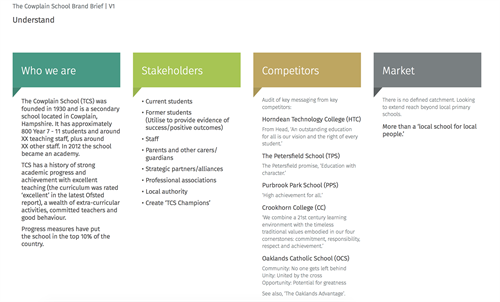 The Cowplain School Brand Brief | V1
Understand
Who we are
The Cowplain School (TCS) was
founded in 1930 and is a secondary
school located in Cowplain,
Hampshire. It has approximately
800 Year 7 - 11 students and around
XX teaching staff, plus around
XX other staff. In 2012 the school
became an academy.
TCS has a history of strong
academic progress and
achievement with excellent
teaching (the curriculum was rated
'excellent' in the latest Ofsted
report), a wealth of extra-curricular
activities, committed teachers and
good behaviour.
Progress measures have put
the school in the top 10% of the
country.
Stakeholders
• Current students
• Former students
(Utilise to provide evidence of
success/positive outcomes)
• Staff
• Parents and other carers/
guardians
• Strategic partners/alliances
• Professional associations
• Local authority
• Create 'TCS Champions'
Competitors
Audit of key messaging from key
competitors:
Horndean Technology College (HTC)
From Head, 'An outstanding education
for all is our vision and the right of every
student.'
The Petersfield School (TPS)
The Petersfield promise, 'Education with
character.'
Purbrook Park School (PPS)
'High achievement for all.'
Crookhorn College (CC)
'We combine a 21st century learning
environment with the timeless
traditional values embodied in our four
cornerstones: commitment, responsibility,
respect and achievement.'
Oaklands Catholic School (OCS)
Community: No one gets left behind
Unity: United by the cross
Opportunity: Potential for greatness
See also, 'The Oaklands Advantage'.
Market
There is no defined catchment. Looking
to extend reach beyond local primary
schools.
More than a 'local school for local
people.'